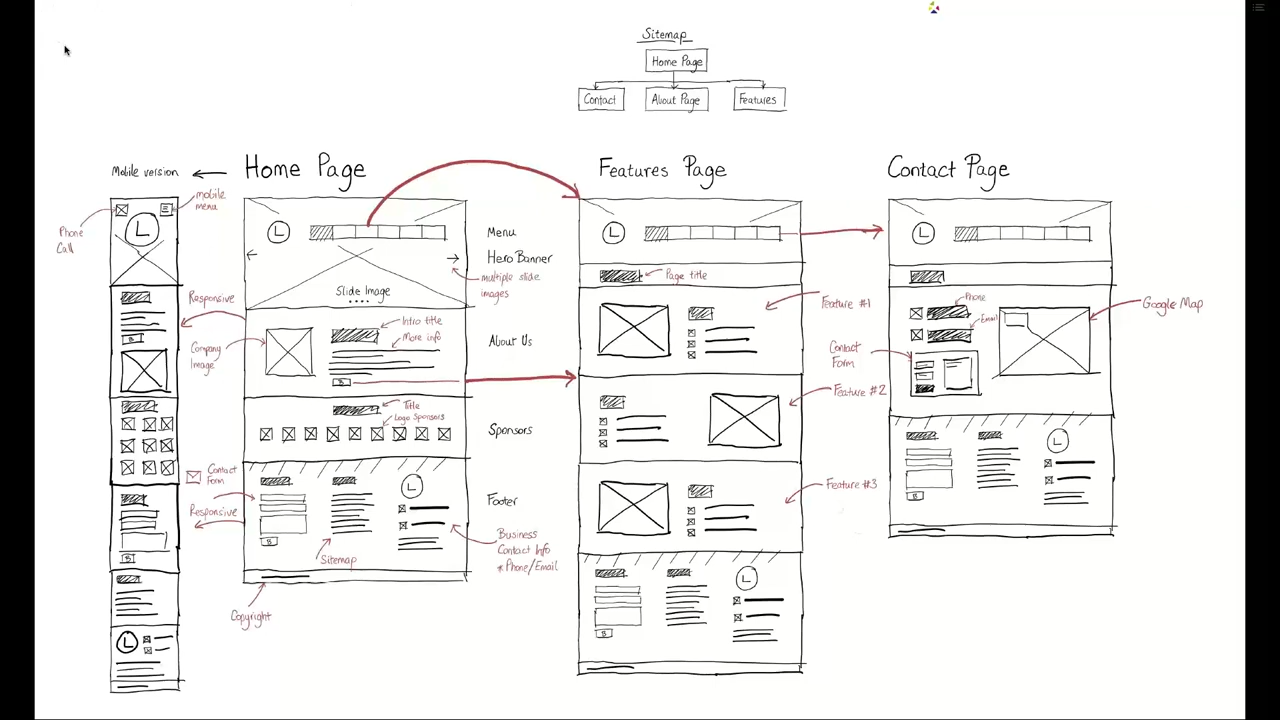 Sitemap
Home Page
Contact
About Page
Features
Mobile version
Home Page
Features Page
Contact Page
mobile
menu
Phone
Call
L
L
Menu
Hero Banner
multiple slide
images
Slide Image
L
Page title
L
Phone
Email
Google Map
Contact
Form
Responsive
Company
Image
Intro title
More info
B
B
About Us
Feature #1
Title
Logo Sponsors
Sponsors
Feature #2
Contact
Form
Responsive
L
B
Sitemap
Footer
Business
Contact Info
* Phone/Email
Copyright
Feature #3
L
B
L
B
B
L